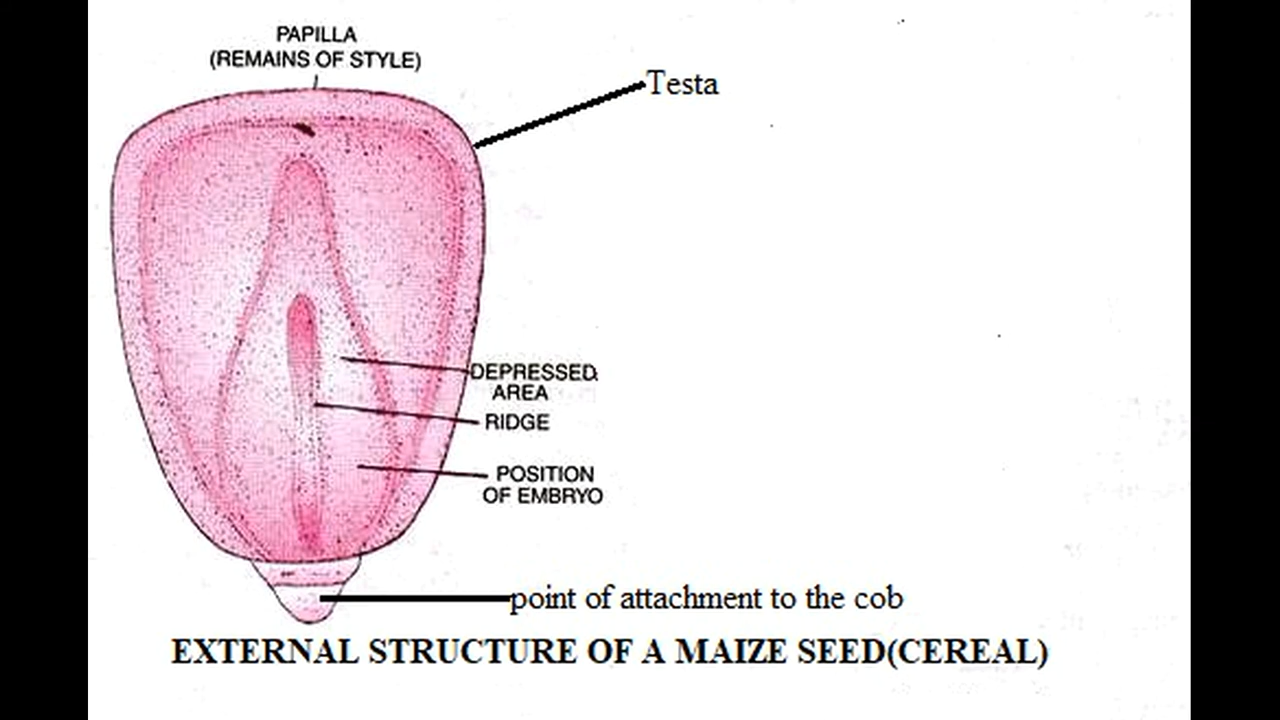 PAPILLA
(REMAINS OF STYLE)
Testa
DEPRESSED
AREA
RIDGE
POSITION
OF EMBRYO
point of attachment to the cob
EXTERNAL STRUCTURE OF A MAIZE SEED(CEREAL)